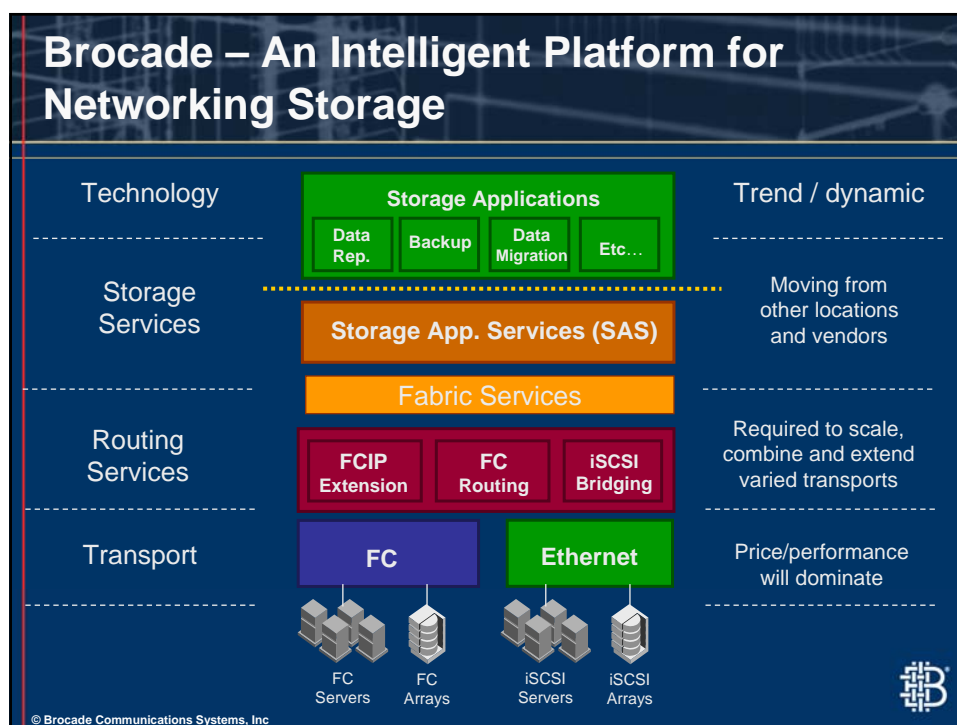 Brocade – An Intelligent Platform for
Networking Storage
Technology
Trend / dynamic
Storage Applications
Data
Rep.
Backup
Data
Migration
Etc…
Storage
Services
Moving from
other locations
and vendors
Storage App. Services (SAS)
Fabric Services
Routing
Services
FCIP
Extension
FC
Routing
iSCSI
Bridging
Required to scale,
combine and extend
varied transports
Transport
FC
Ethernet
Price/performance
will dominate
FC
Servers
FC
Arrays
iSCSI
Servers
iSCSI
Arrays
© Brocade Communications Systems, Inc
B